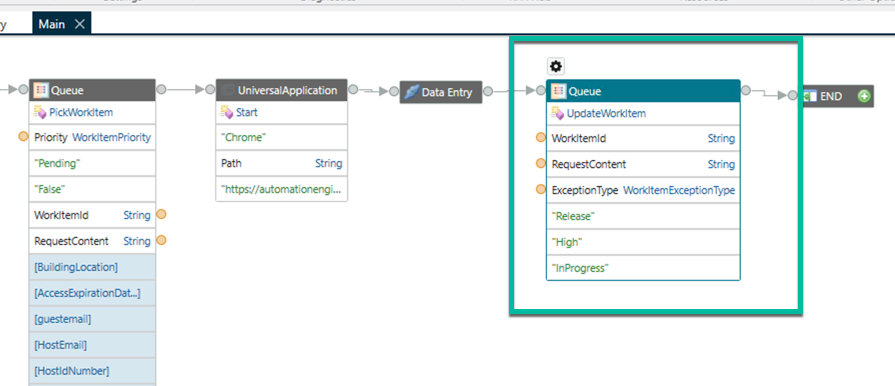 y
Main
Queue
PickWorkItem
Priority WorkItemPriority
"Pending"
"False"
WorkItemId String
RequestContent String
[BuildingLocation]
[AccessExpirationDat...]
[guestemail]
[HostEmail]
[HostIdNumber]
UniversalApplication
Start
"Chrome"
Path String
"https://automationengi...
Data Entry
Queue
UpdateWorkItem
WorkItemId String
RequestContent String
ExceptionType WorkItemExceptionType
"Release"
"High"
"InProgress"
END